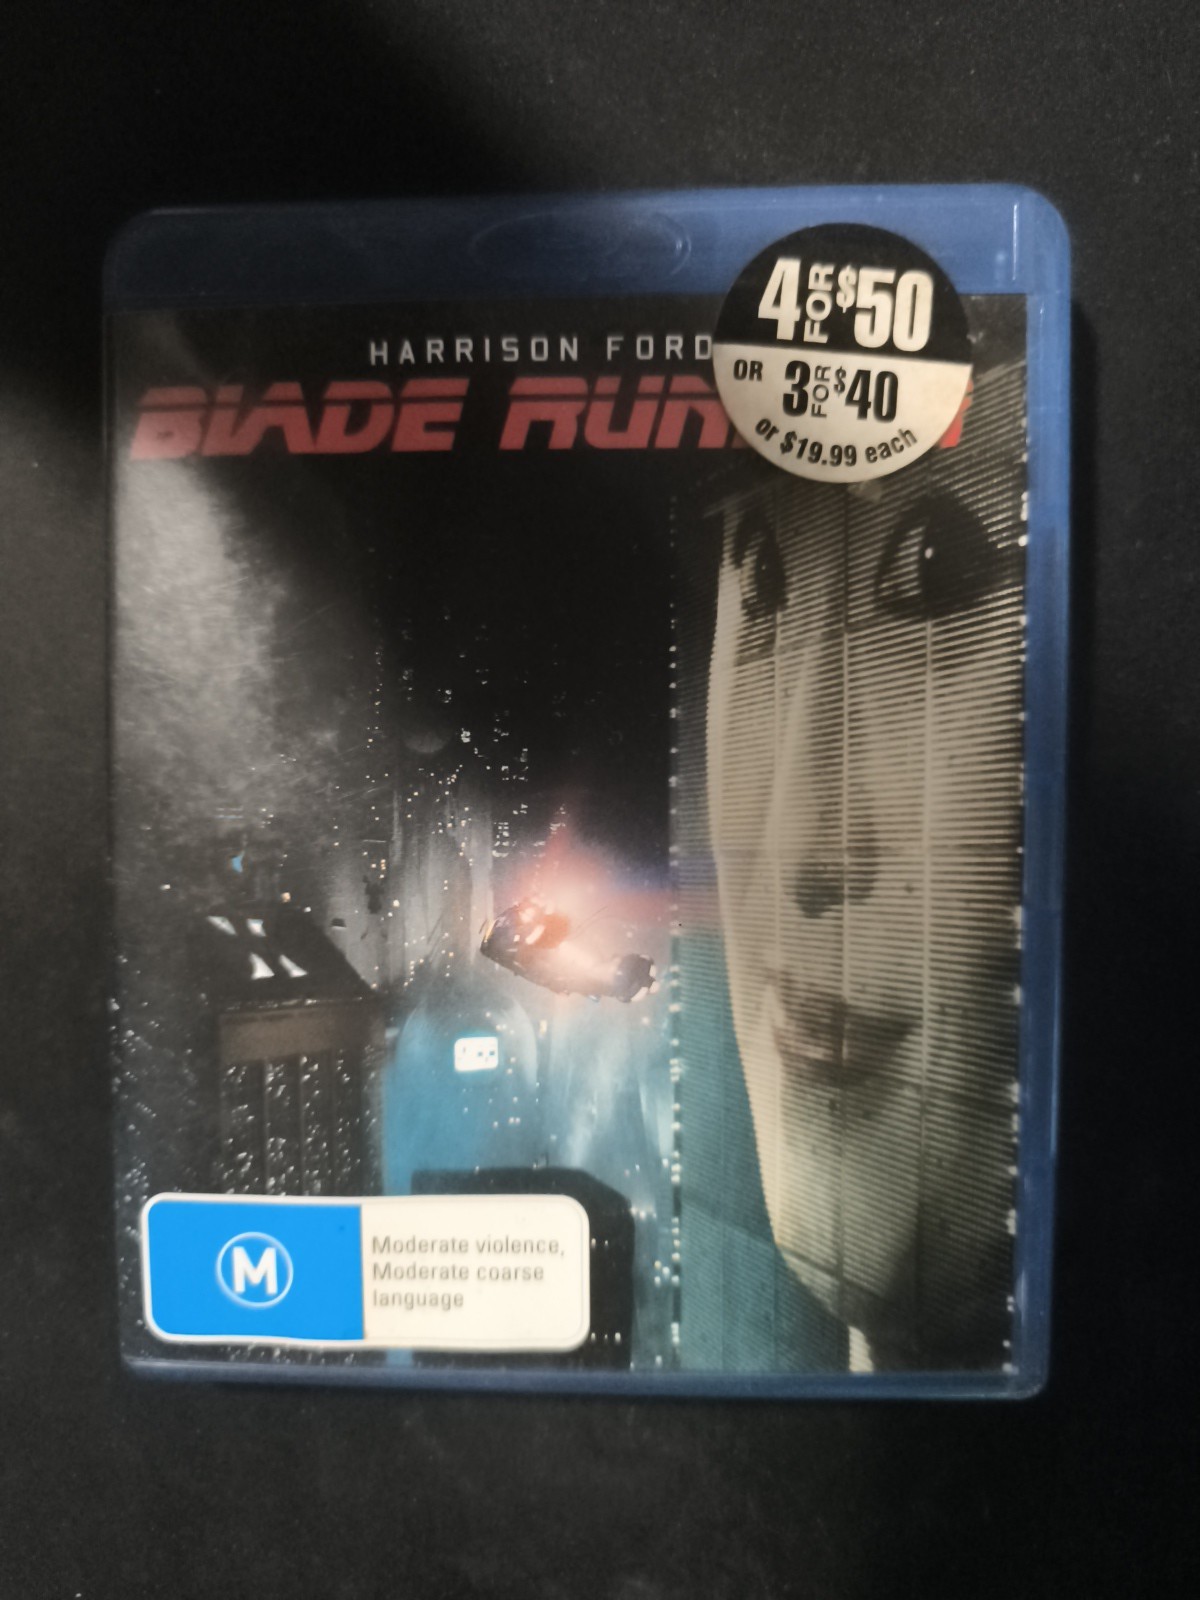 4 FOR $50
OR 3 FOR $40
or $19.99 each
HARRISON FORD
BLADE RUN
M
Moderate violence,
Moderate coarse
language